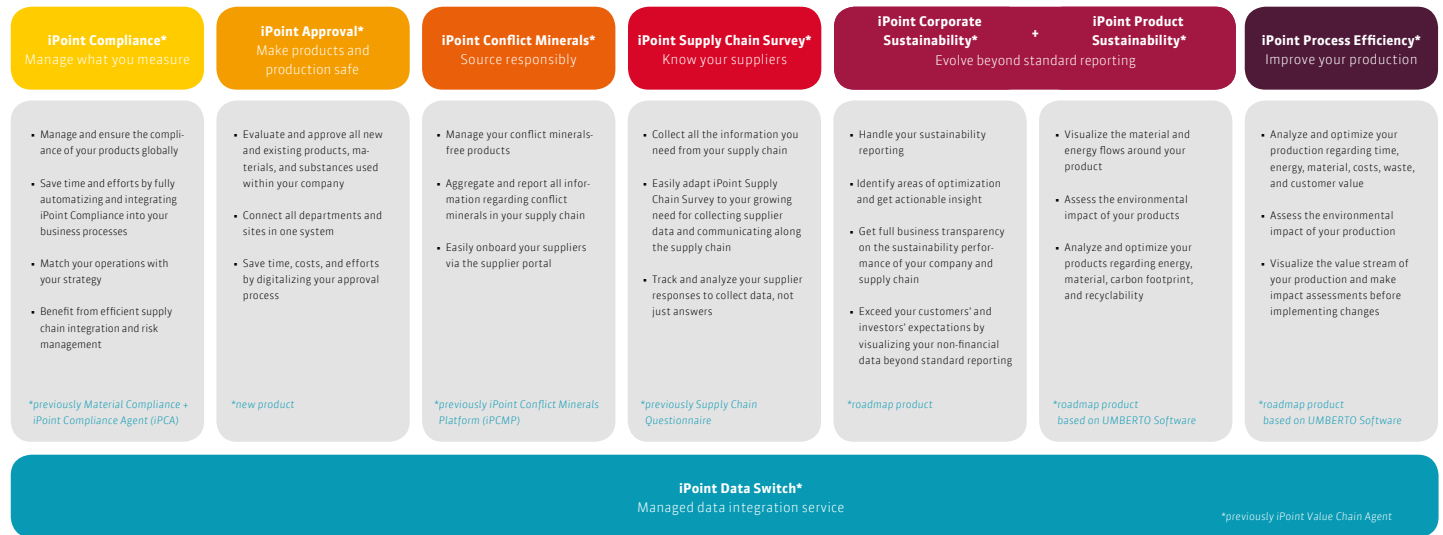 iPoint Compliance*
Manage what you measure
iPoint Approval*
Make products and
production safe
iPoint Conflict Minerals*
Source responsibly
iPoint Supply Chain Survey*
Know your suppliers
iPoint Corporate
Sustainability*
+
iPoint Product
Sustainability*
Evolve beyond standard reporting
iPoint Process Efficiency*
Improve your production
▪ Manage and ensure the compli-
ance of your products globally
▪ Save time and efforts by fully
automatizing and integrating
iPoint Compliance into your
business processes
▪ Match your operations with
your strategy
▪ Benefit from efficient supply
chain integration and risk
management
*previously Material Compliance +
iPoint Compliance Agent (iPCA)
▪ Evaluate and approve all new
and existing products, ma-
terials, and substances used
within your company
▪ Connect all departments and
sites in one system
▪ Save time, costs, and efforts
by digitalizing your approval
process
*new product
▪ Manage your conflict minerals-
free products
▪ Aggregate and report all infor-
mation regarding conflict
minerals in your supply chain
▪ Easily onboard your suppliers
via the supplier portal
*previously iPoint Conflict Minerals
Platform (iPCMP)
▪ Collect all the information you
need from your supply chain
▪ Easily adapt iPoint Supply
Chain Survey to your growing
need for collecting supplier
data and communicating along
the supply chain
▪ Track and analyze your supplier
responses to collect data, not
just answers
*previously Supply Chain
Questionnaire
▪ Handle your sustainability
reporting
▪ Identify areas of optimization
and get actionable insight
▪ Get full business transparency
on the sustainability perfor-
mance of your company and
supply chain
▪ Exceed your customers' and
investors' expectations by
visualizing your non-financial
data beyond standard reporting
*roadmap product
▪ Visualize the material and
energy flows around your
product
▪ Assess the environmental
impact of your products
▪ Analyze and optimize your
products regarding energy,
material, carbon footprint,
and recyclability
*roadmap product
based on UMBERTO Software
▪ Analyze and optimize your
production regarding time,
energy, material, costs, waste,
and customer value
▪ Assess the environmental
impact of your production
▪ Visualize the value stream of
your production and make
impact assessments before
implementing changes
*roadmap product
based on UMBERTO Software
iPoint Data Switch*
Managed data integration service
*previously iPoint Value Chain Agent